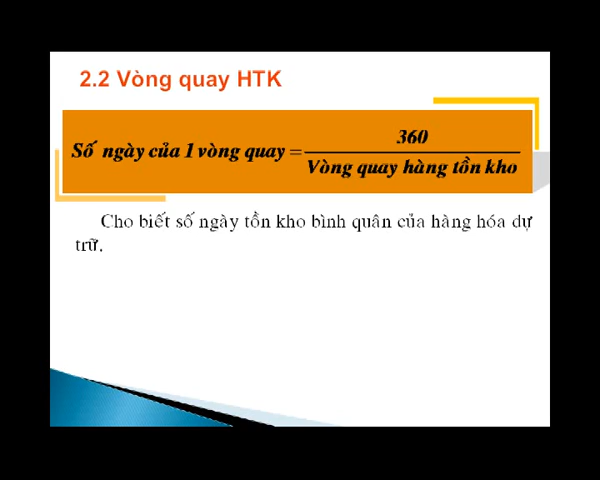 2.2 Vòng quay HTK
Số ngày của 1 vòng quay = 360
Vòng quay hàng tồn kho
Cho biết số ngày tồn kho bình quân của hàng hóa dự
trữ.